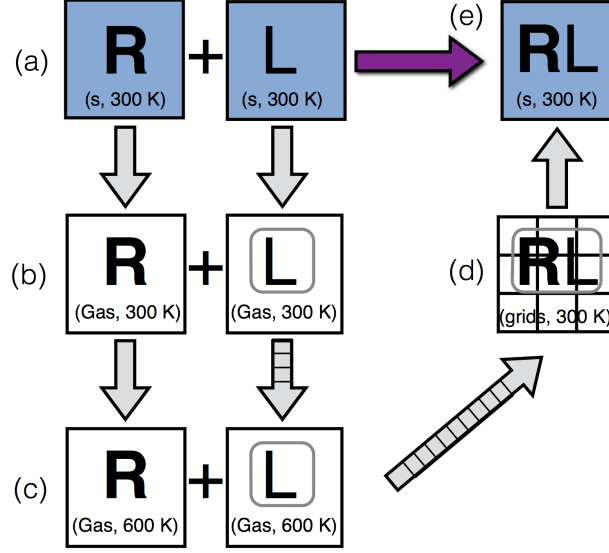 (a) R + L (e) RL
(s, 300 K) (s, 300 K) (s, 300 K)
(b) R + L (d) RL
(Gas, 300 K) (Gas, 300 K) (grids, 300 K)
(c) R + L
(Gas, 600 K) (Gas, 600 K)